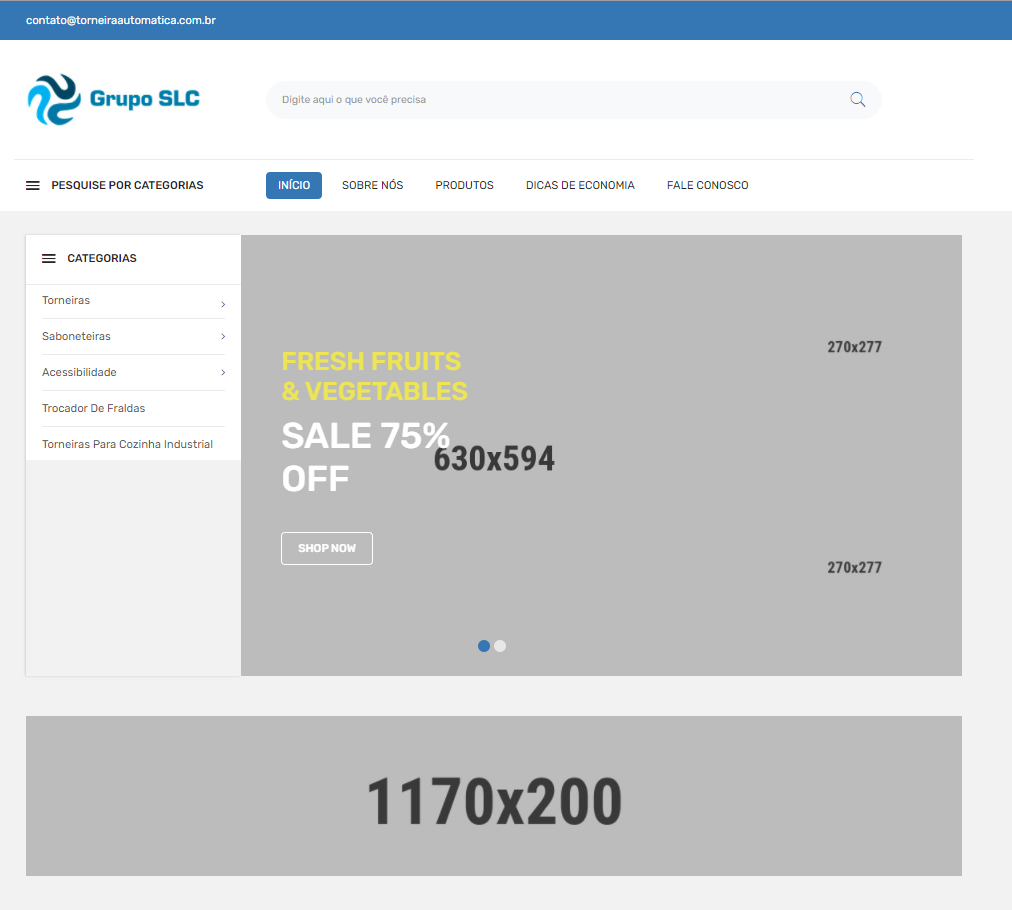 contato@torneiraautomatica.com.br
Grupo SLC
Digite aqui o que você precisa
PESQUISE POR CATEGORIAS
INÍCIO
SOBRE NÓS
PRODUTOS
DICAS DE ECONOMIA
FALE CONOSCO
CATEGORIAS
Torneiras
Saboneteiras
Acessibilidade
Trocador De Fraldas
Torneiras Para Cozinha Industrial
FRESH FRUITS
& VEGETABLES
SALE 75%
OFF
SHOP NOW
630x594
270x277
270x277
1170x200